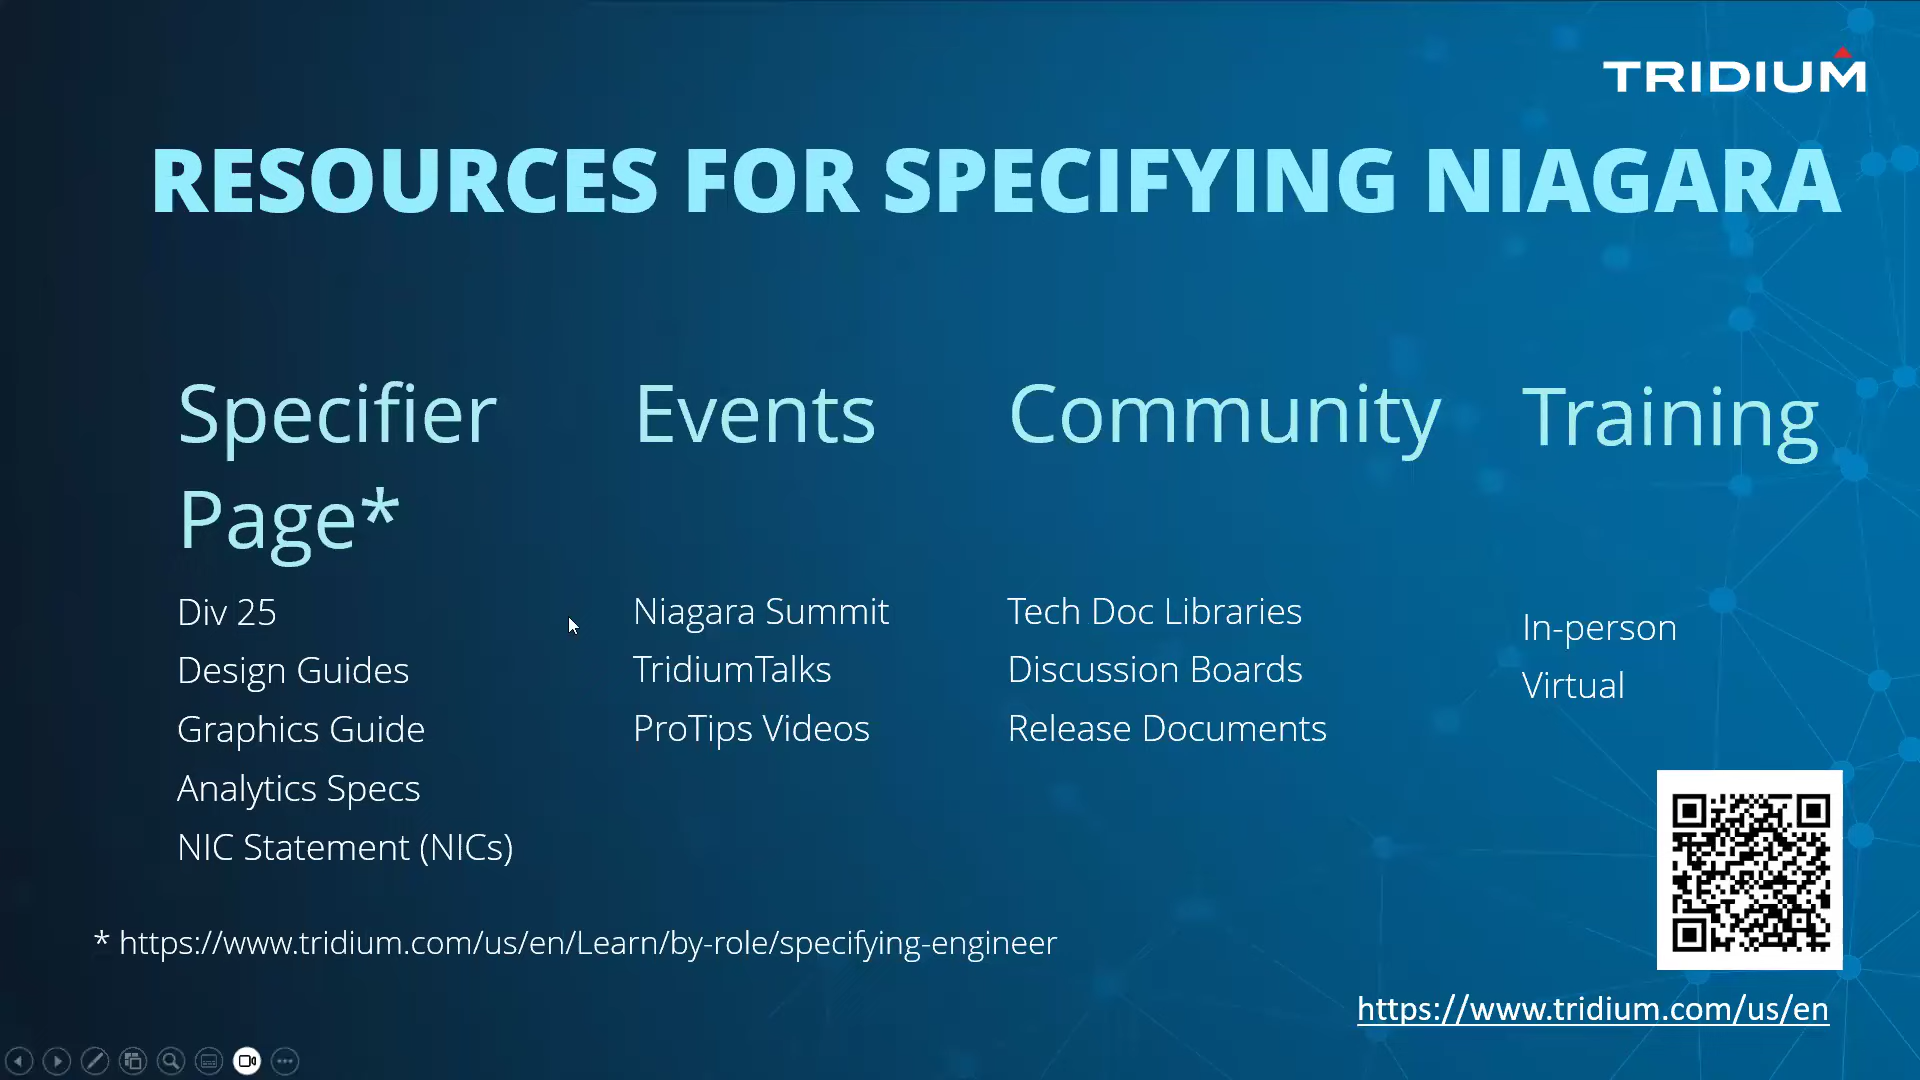 TRIDIUM
RESOURCES FOR SPECIFYING NIAGARA
Specifier
Page*
Div 25
Design Guides
Graphics Guide
Analytics Specs
NIC Statement (NICs)
Events
Niagara Summit
TridiumTalks
ProTips Videos
Community
Tech Doc Libraries
Discussion Boards
Release Documents
Training
In-person
Virtual
* https://www.tridium.com/us/en/Learn/by-role/specifying-engineer
https://www.tridium.com/us/en